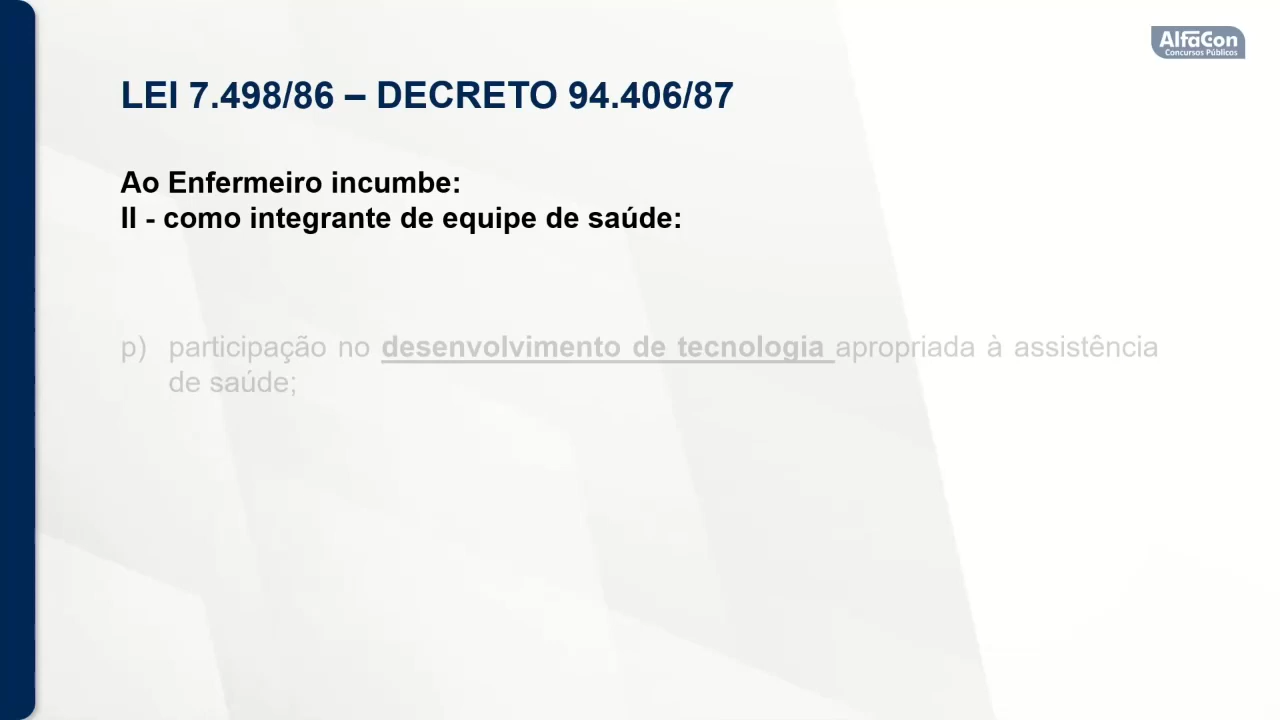 AlfaCon
Concursos Públicos
LEI 7.498/86 – DECRETO 94.406/87
Ao Enfermeiro incumbe:
II - como integrante de equipe de saúde:
p) participação no desenvolvimento de tecnologia apropriada à assistência
de saúde;